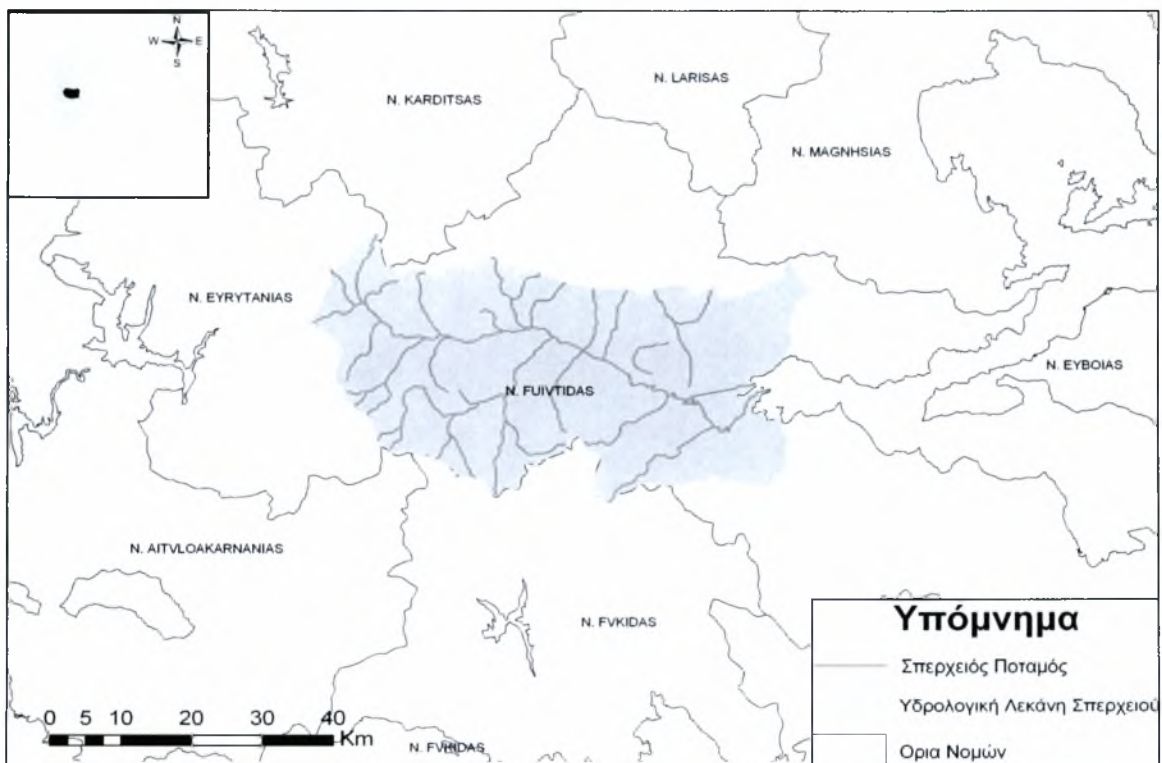 N
W E
S
N. KARDITSAS
N. LARISAS
N. MAGNHSIAS
N. EYRYTANIAS
N. EYBOIAS
N. FUIVTIDAS
N. AITVLOAKARNANIAS
N. FVKIDAS
Υπόμνημα
Σπερχειός Ποταμός
Υδρολογική Λεκάνη Σπερχειού
Ορια Νομών
0 5 10 20 30 40
Km
N. FVKIDAS